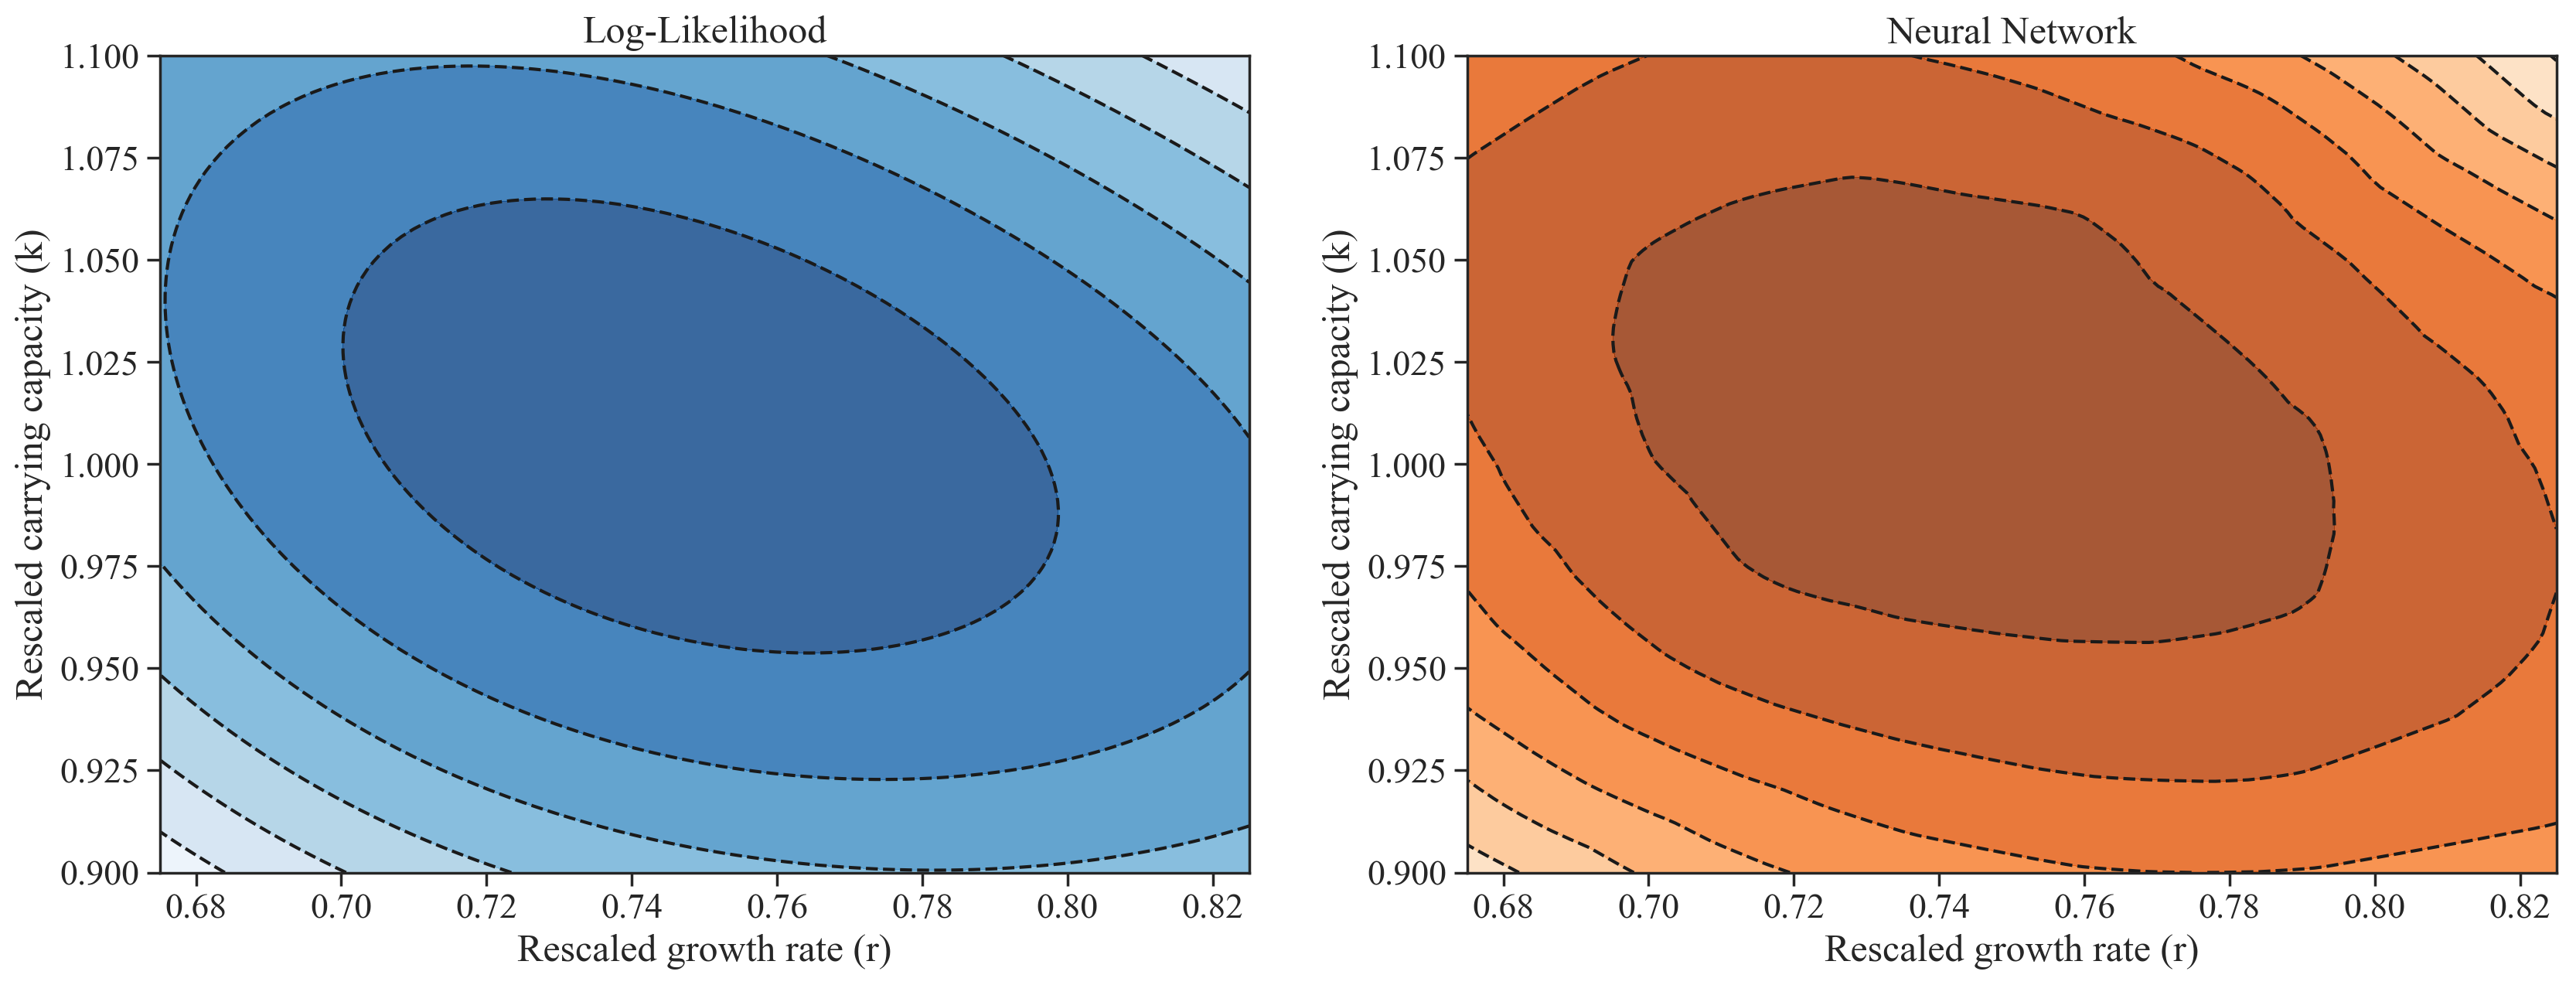 Log-Likelihood
1.100
1.075
1.050
1.025
1.000
0.975
0.950
0.925
0.900
Rescaled carrying capacity (k)
0.68 0.70 0.72 0.74 0.76 0.78 0.80 0.82
Rescaled growth rate (r)
Neural Network
1.100
1.075
1.050
1.025
1.000
0.975
0.950
0.925
0.900
Rescaled carrying capacity (k)
0.68 0.70 0.72 0.74 0.76 0.78 0.80 0.82
Rescaled growth rate (r)